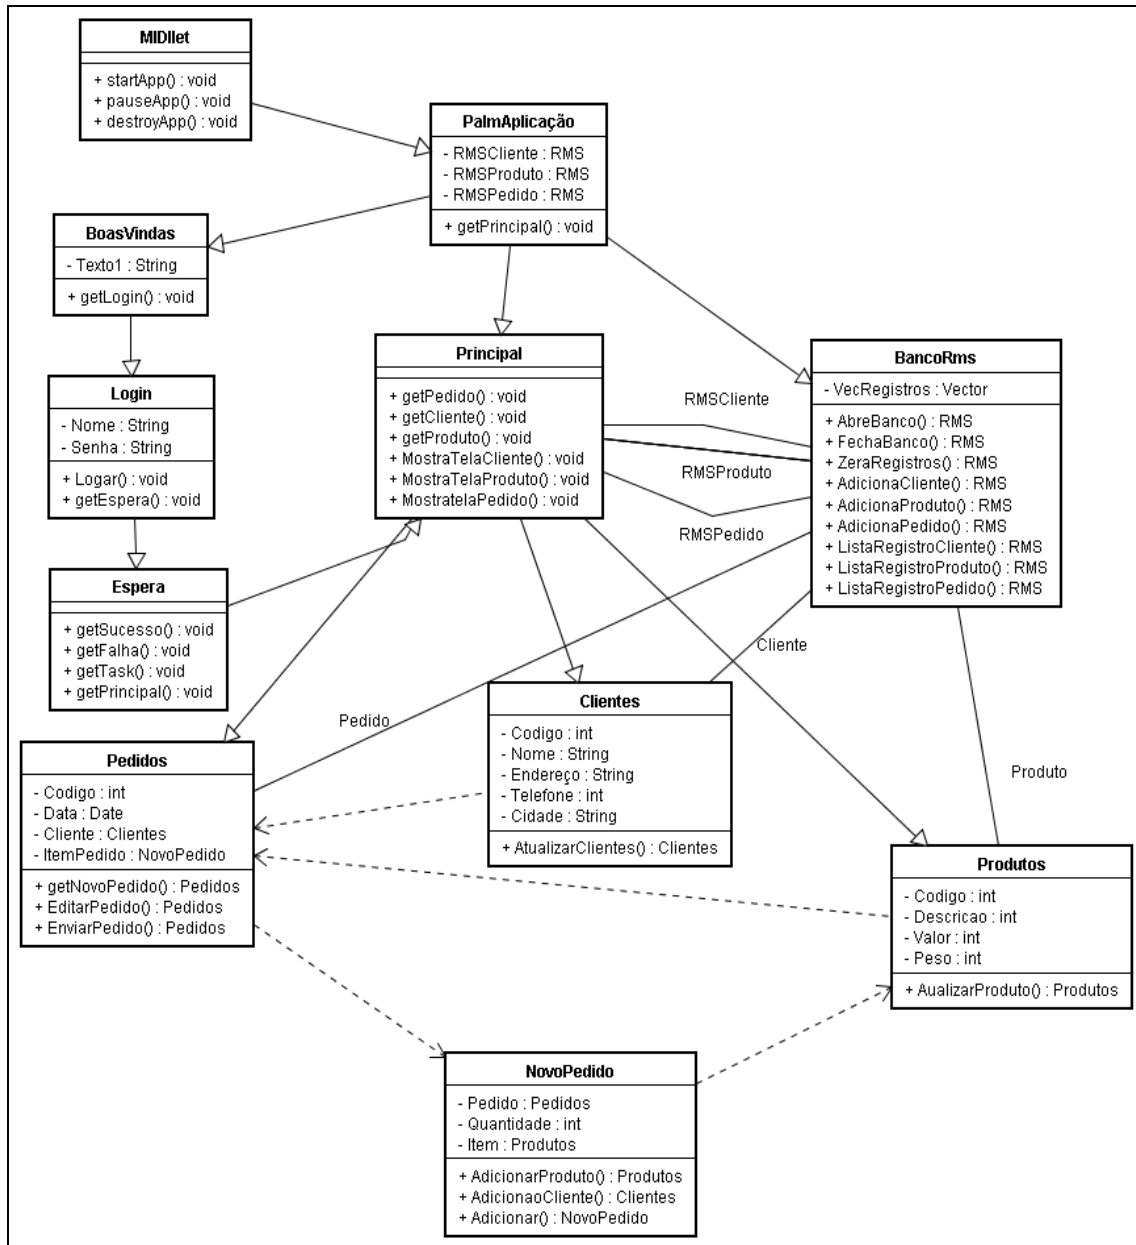 MIDIlet
+ startApp() : void
+ pauseApp() : void
+ destroyApp() : void
PalmAplicação
- RMSCliente : RMS
- RMSProduto : RMS
- RMSPedido : RMS
+ getPrincipal() : void
BoasVindas
- Texto1 : String
+ getLogin() : void
Login
- Nome : String
- Senha : String
+ Logar() : void
+ getEspera() : void
Principal
+ getPedido() : void
+ getCliente() : void
+ getProduto() : void
+ MostraTelaCliente() : void
+ MostraTelaProduto() : void
+ MostratelaPedido() : void
RMSCliente
RMSProduto
RMSPedido
BancoRms
- VecRegistros : Vector
+ AbreBanco() : RMS
+ FechaBanco() : RMS
+ ZeraRegistros() : RMS
+ AdicionaCliente() : RMS
+ AdicionaProduto() : RMS
+ AdicionaPedido() : RMS
+ ListaRegistroCliente() : RMS
+ ListaRegistroProduto() : RMS
+ ListaRegistroPedido() : RMS
Espera
+ getSucesso() : void
+ getFalha() : void
+ getTask() : void
+ getPrincipal() : void
Cliente
Pedido
Produto
Clientes
- Codigo : int
- Nome : String
- Endereço : String
- Telefone : int
- Cidade : String
+ AtualizarClientes() : Clientes
Pedidos
- Codigo : int
- Data : Date
- Cliente : Clientes
- ItemPedido : NovoPedido
+ getNovoPedido() : Pedidos
+ EditarPedido() : Pedidos
+ EnviarPedido() : Pedidos
Produtos
- Codigo : int
- Descricao : int
- Valor : int
- Peso : int
+ AualizarProduto() : Produtos
NovoPedido
- Pedido : Pedidos
- Quantidade : int
- Item : Produtos
+ AdicionarProduto() : Produtos
+ AdicionaoCliente() : Clientes
+ Adicionar() : NovoPedido